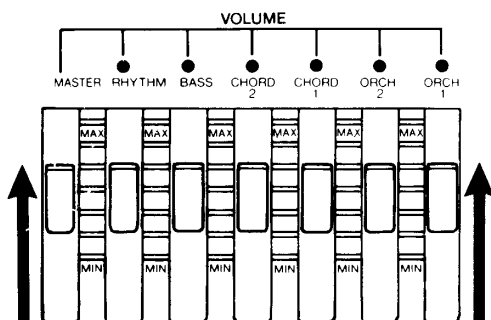 VOLUME
MASTER RHYTHM BASS CHORD 2 CHORD 1 ORCH 2 ORCH 1
MAX MAX MAX MAX MAX MAX
MIN MIN MIN MIN MIN MIN